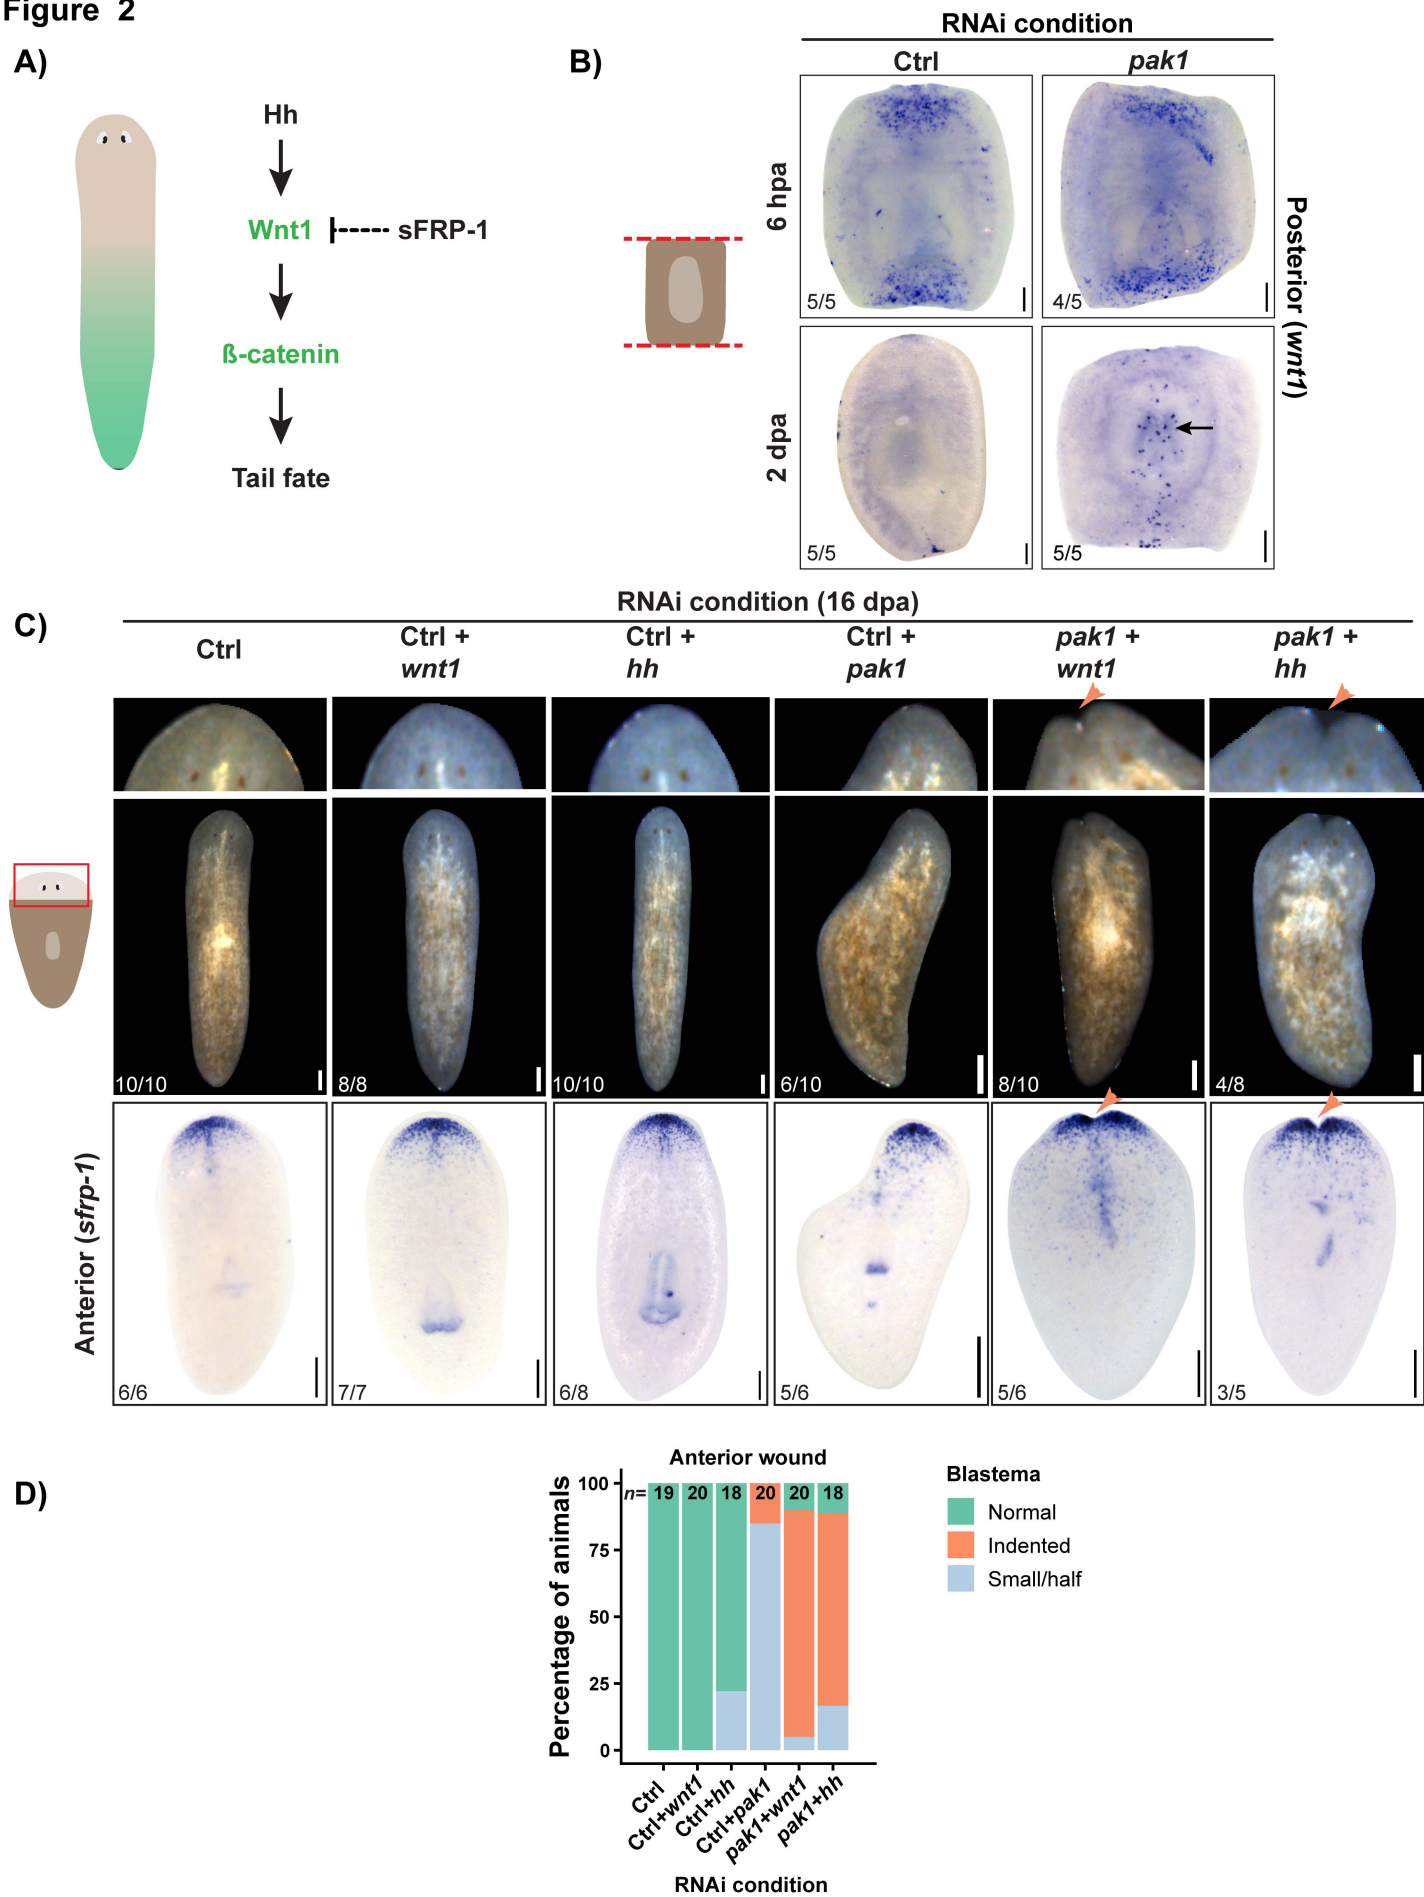 Figure 2
A)
Hh
Wnt1
sFRP-1
ß-catenin
Tail fate
B)
RNAi condition
Ctrl
pak1
6 hpa
5/5
4/5
2 dpa
5/5
5/5
Posterior (wnt1)
C)
RNAi condition (16 dpa)
Ctrl
Ctrl +
wnt1
Ctrl +
hh
Ctrl +
pak1
pak1 +
wnt1
pak1 +
hh
10/10
8/8
10/10
6/10
8/10
4/8
Anterior (sfrp-1)
6/6
7/7
6/8
5/6
5/6
3/5
D)
Anterior wound
Percentage of animals
100
75
50
25
0
n= 19 20 18 20 20 18
Ctrl
Ctrl+wnt1
Ctrl+hh
Ctrl+pak1
pak1+wnt1
pak1+hh
RNAi condition
Blastema
Normal
Indented
Small/half